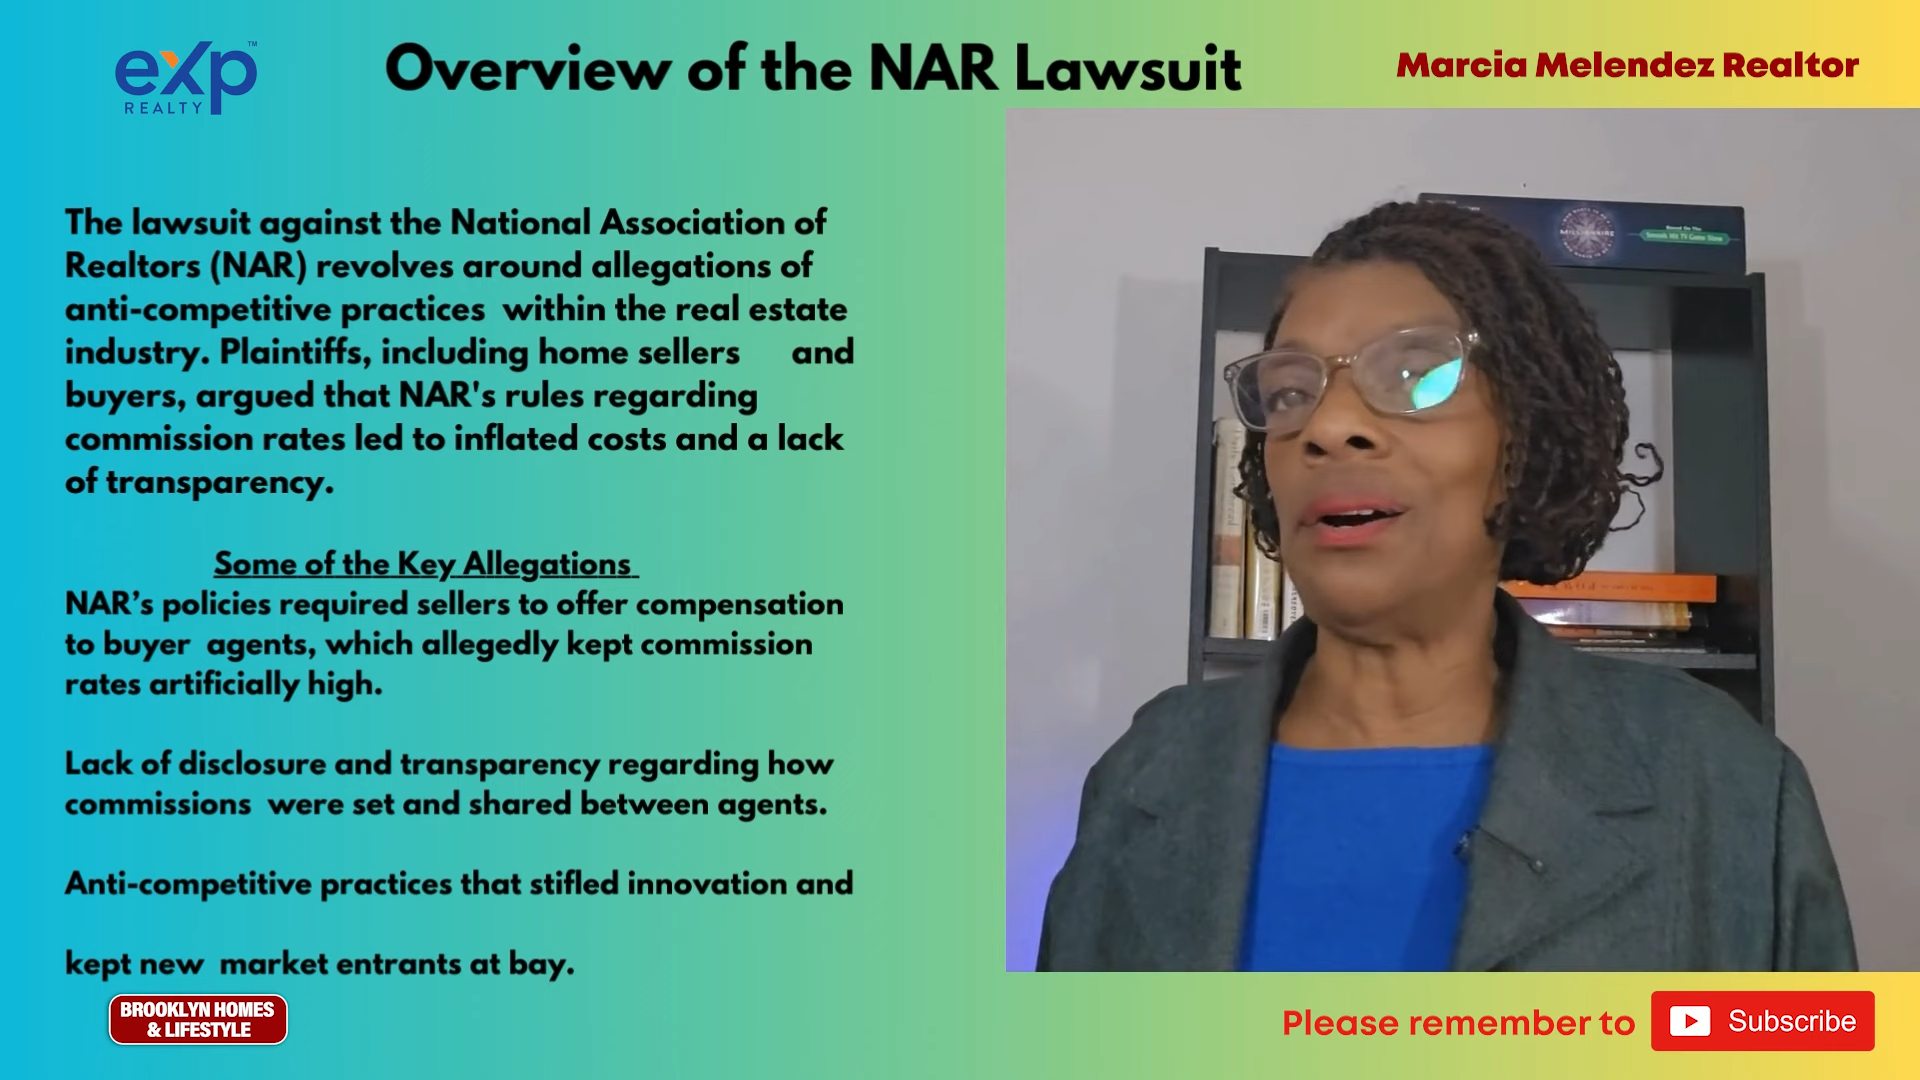 exp™
REALTY
Overview of the NAR Lawsuit
Marcia Melendez Realtor
The lawsuit against the National Association of
Realtors (NAR) revolves around allegations of
anti-competitive practices within the real estate
industry. Plaintiffs, including home sellers and
buyers, argued that NAR's rules regarding
commission rates led to inflated costs and a lack
of transparency.
Some of the Key Allegations
NAR’s policies required sellers to offer compensation
to buyer agents, which allegedly kept commission
rates artificially high.
Lack of disclosure and transparency regarding how
commissions were set and shared between agents.
Anti-competitive practices that stifled innovation and
kept new market entrants at bay.
MILLIONAIRE
BROOKLYN HOMES
& LIFESTYLE
Please remember to
Subscribe